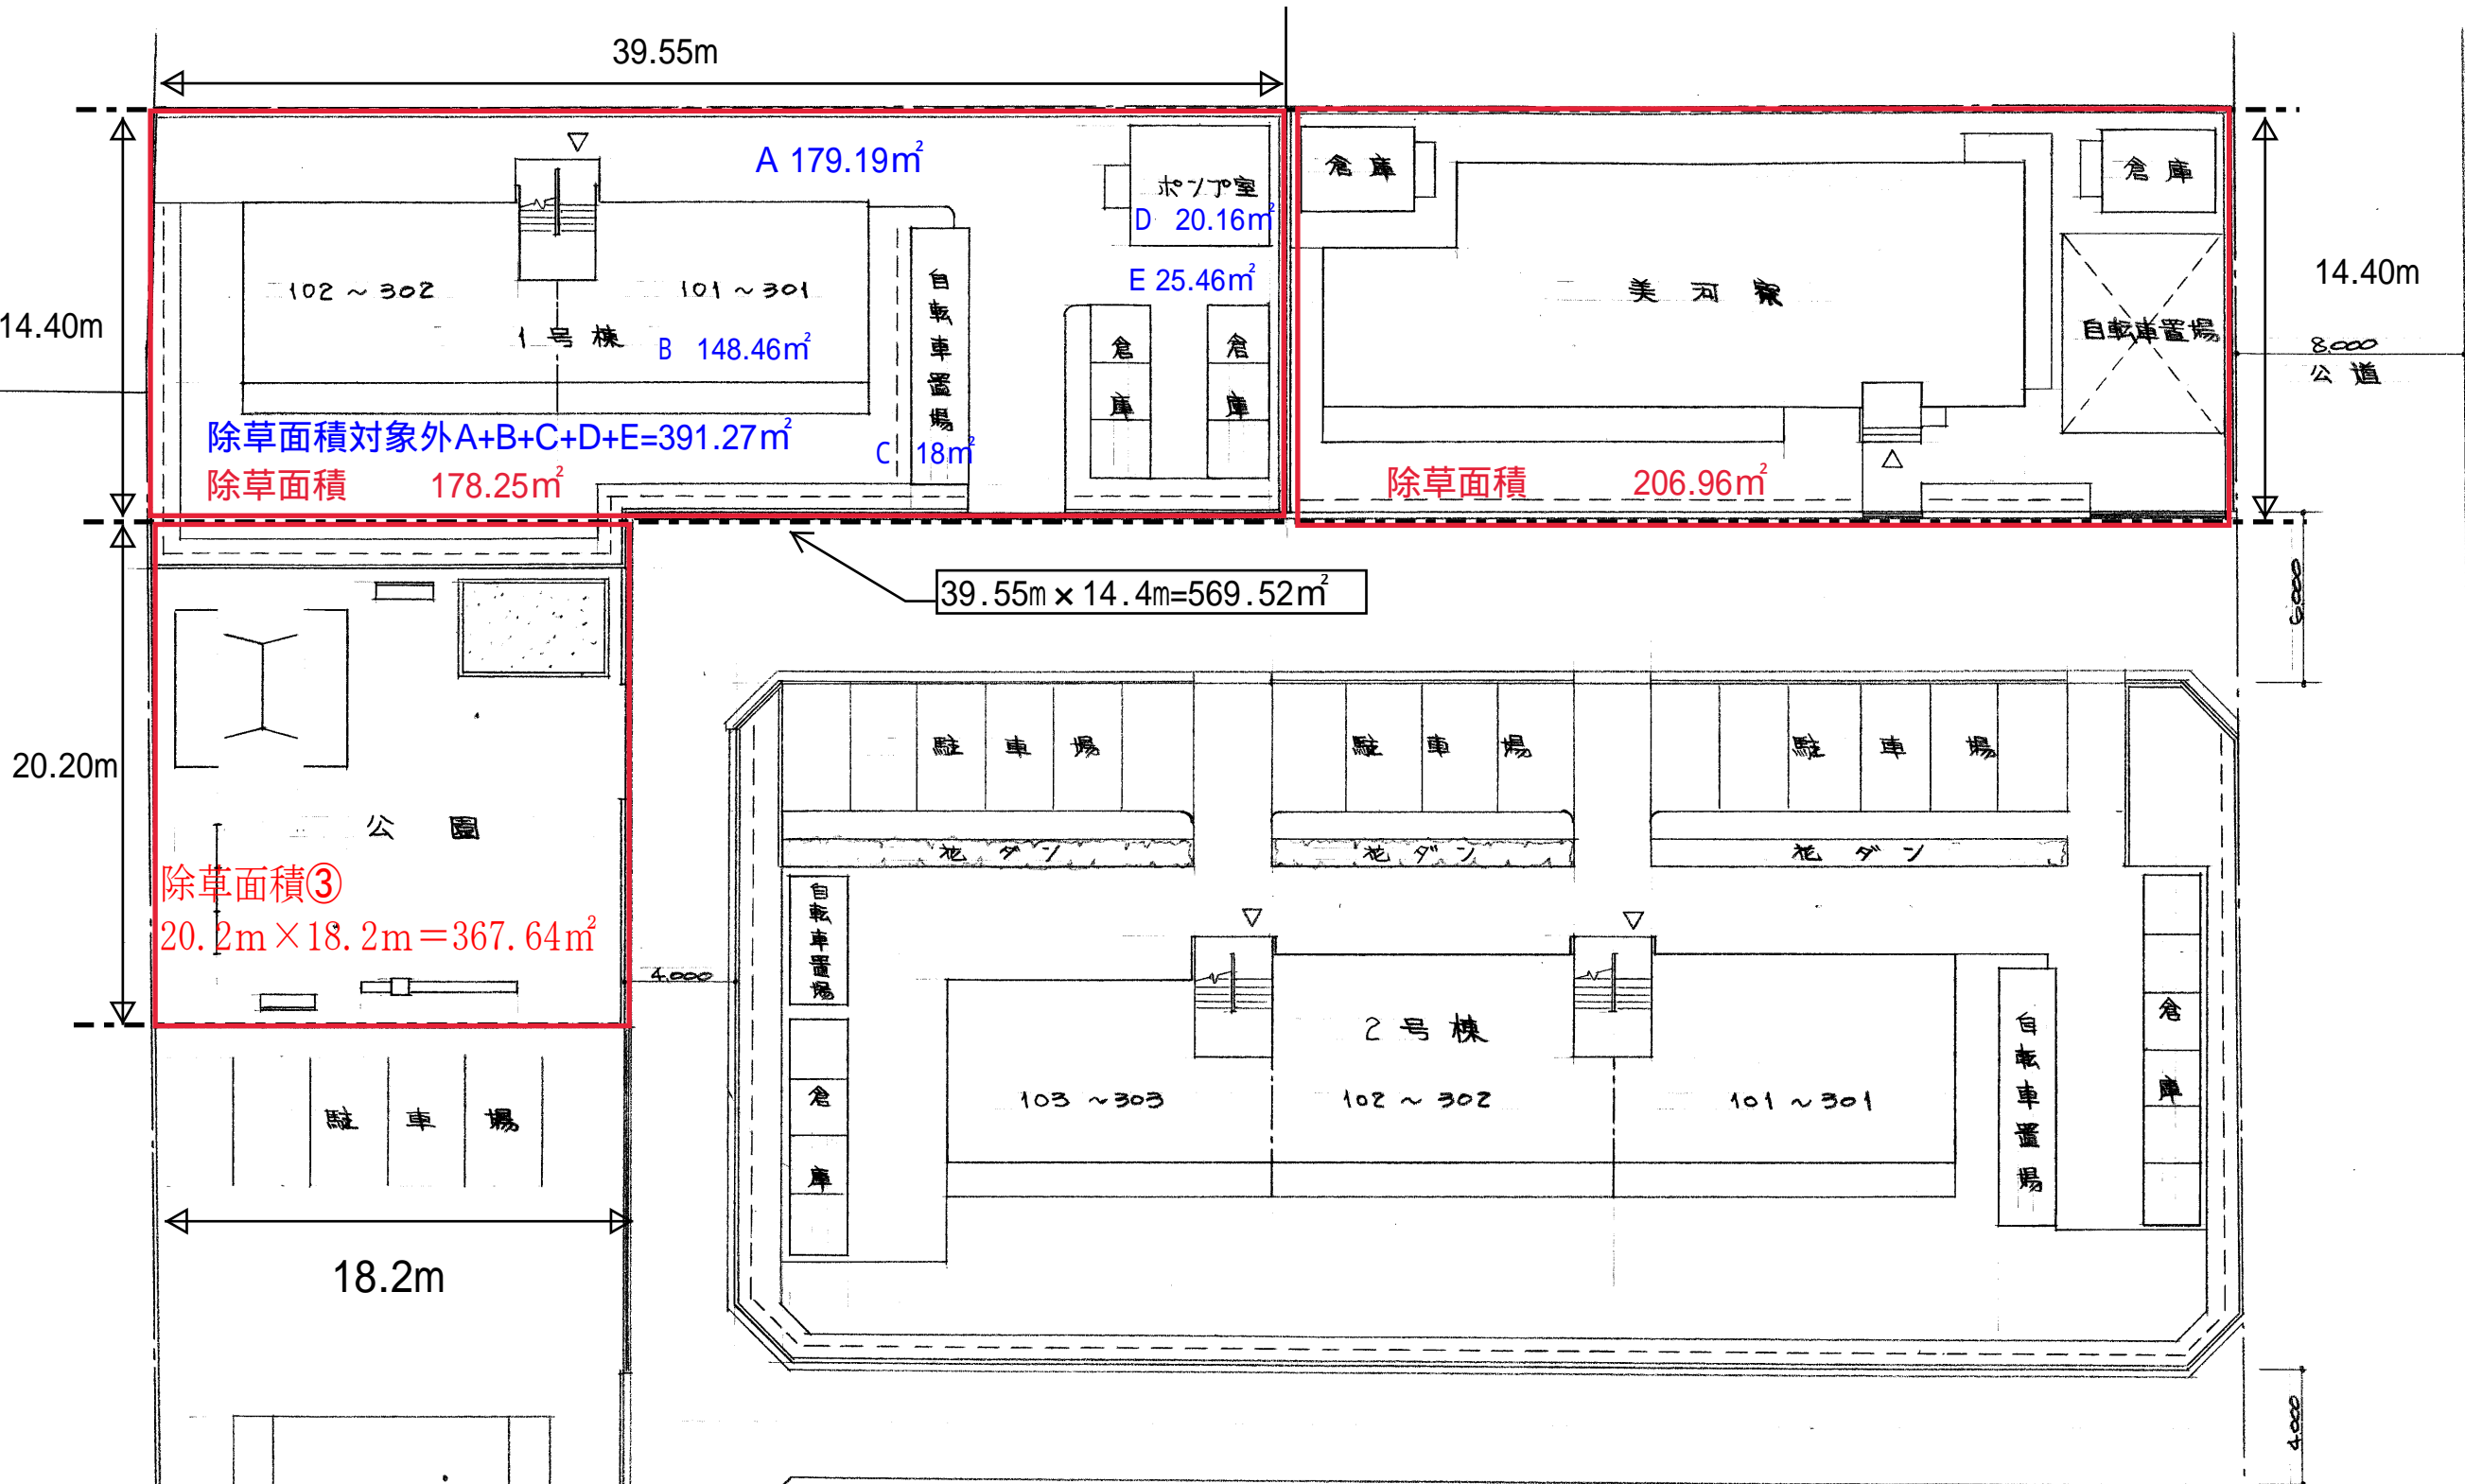 39.55m
A 179.19㎡
ポンプ室
D 20.16㎡
E 25.46㎡
102～302
101～301
1号棟
B 148.46㎡
自転車置場
C 18㎡
倉庫
倉庫
除草面積対象外A+B+C+D+E=391.27㎡
除草面積 178.25㎡
14.40m
倉庫
倉庫
美河寮
自転車置場
14.40m
8.000
公道
除草面積 206.96㎡
39.55m×14.4m=569.52㎡
6.000
20.20m
公園
除草面積③
20.2m×18.2m＝367.64㎡
4.000
駐車場
18.2m
駐車場
駐車場
駐車場
花ダン
花ダン
花ダン
自転車置場
倉庫
2号棟
103～303
102～302
101～301
自転車置場
倉庫
4.000